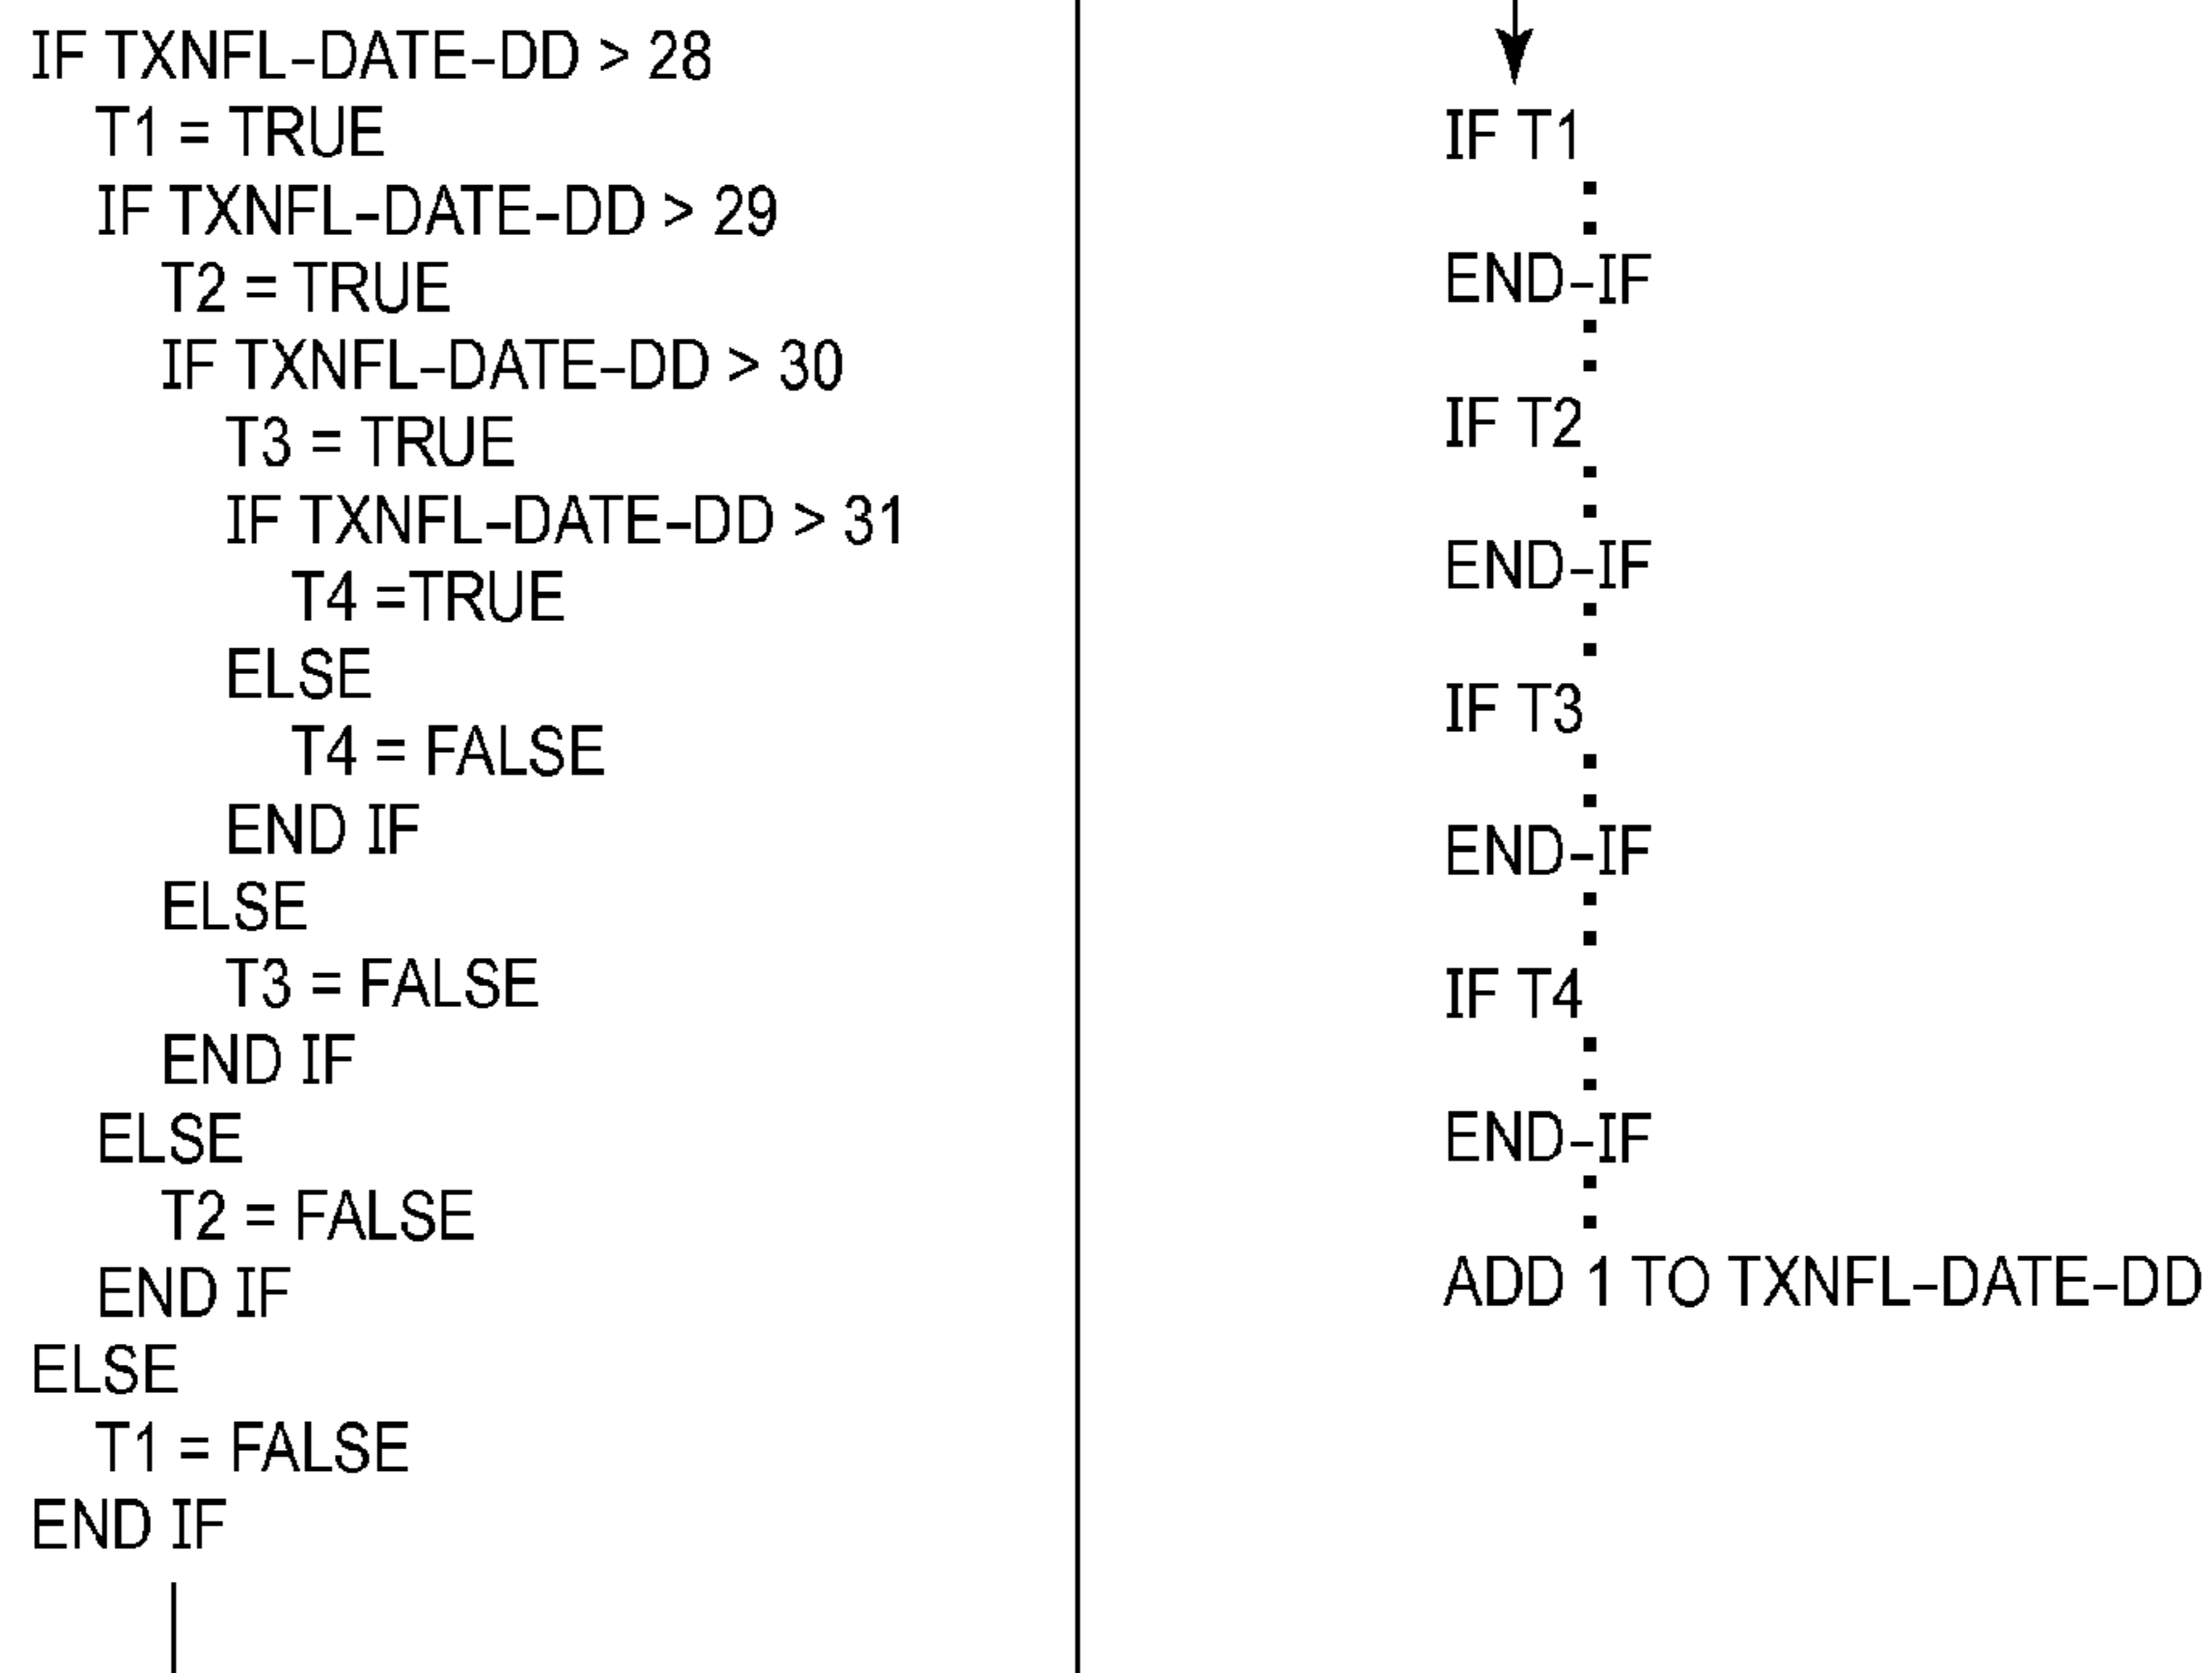 IF TXNFL-DATE-DD > 28
T1 = TRUE
IF TXNFL-DATE-DD > 29
T2 = TRUE
IF TXNFL-DATE-DD > 30
T3 = TRUE
IF TXNFL-DATE-DD > 31
T4 =TRUE
ELSE
T4 = FALSE
END IF
ELSE
T3 = FALSE
END IF
ELSE
T2 = FALSE
END IF
ELSE
T1 = FALSE
END IF
IF T1
END-IF
IF T2
END-IF
IF T3
END-IF
IF T4
END-IF
ADD 1 TO TXNFL-DATE-DD